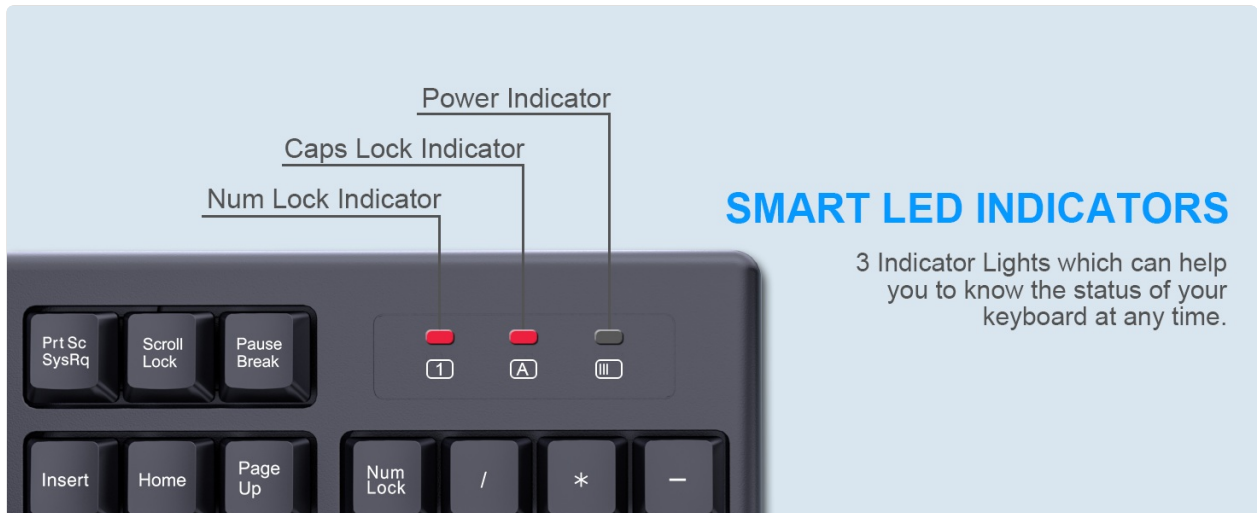 Power Indicator
Caps Lock Indicator
Num Lock Indicator
SMART LED INDICATORS
3 Indicator Lights which can help
you to know the status of your
keyboard at any time.
Prt Sc
SysRq
Scroll
Lock
Pause
Break
1
A
Insert
Home
Page
Up
Num
Lock
/
*
-